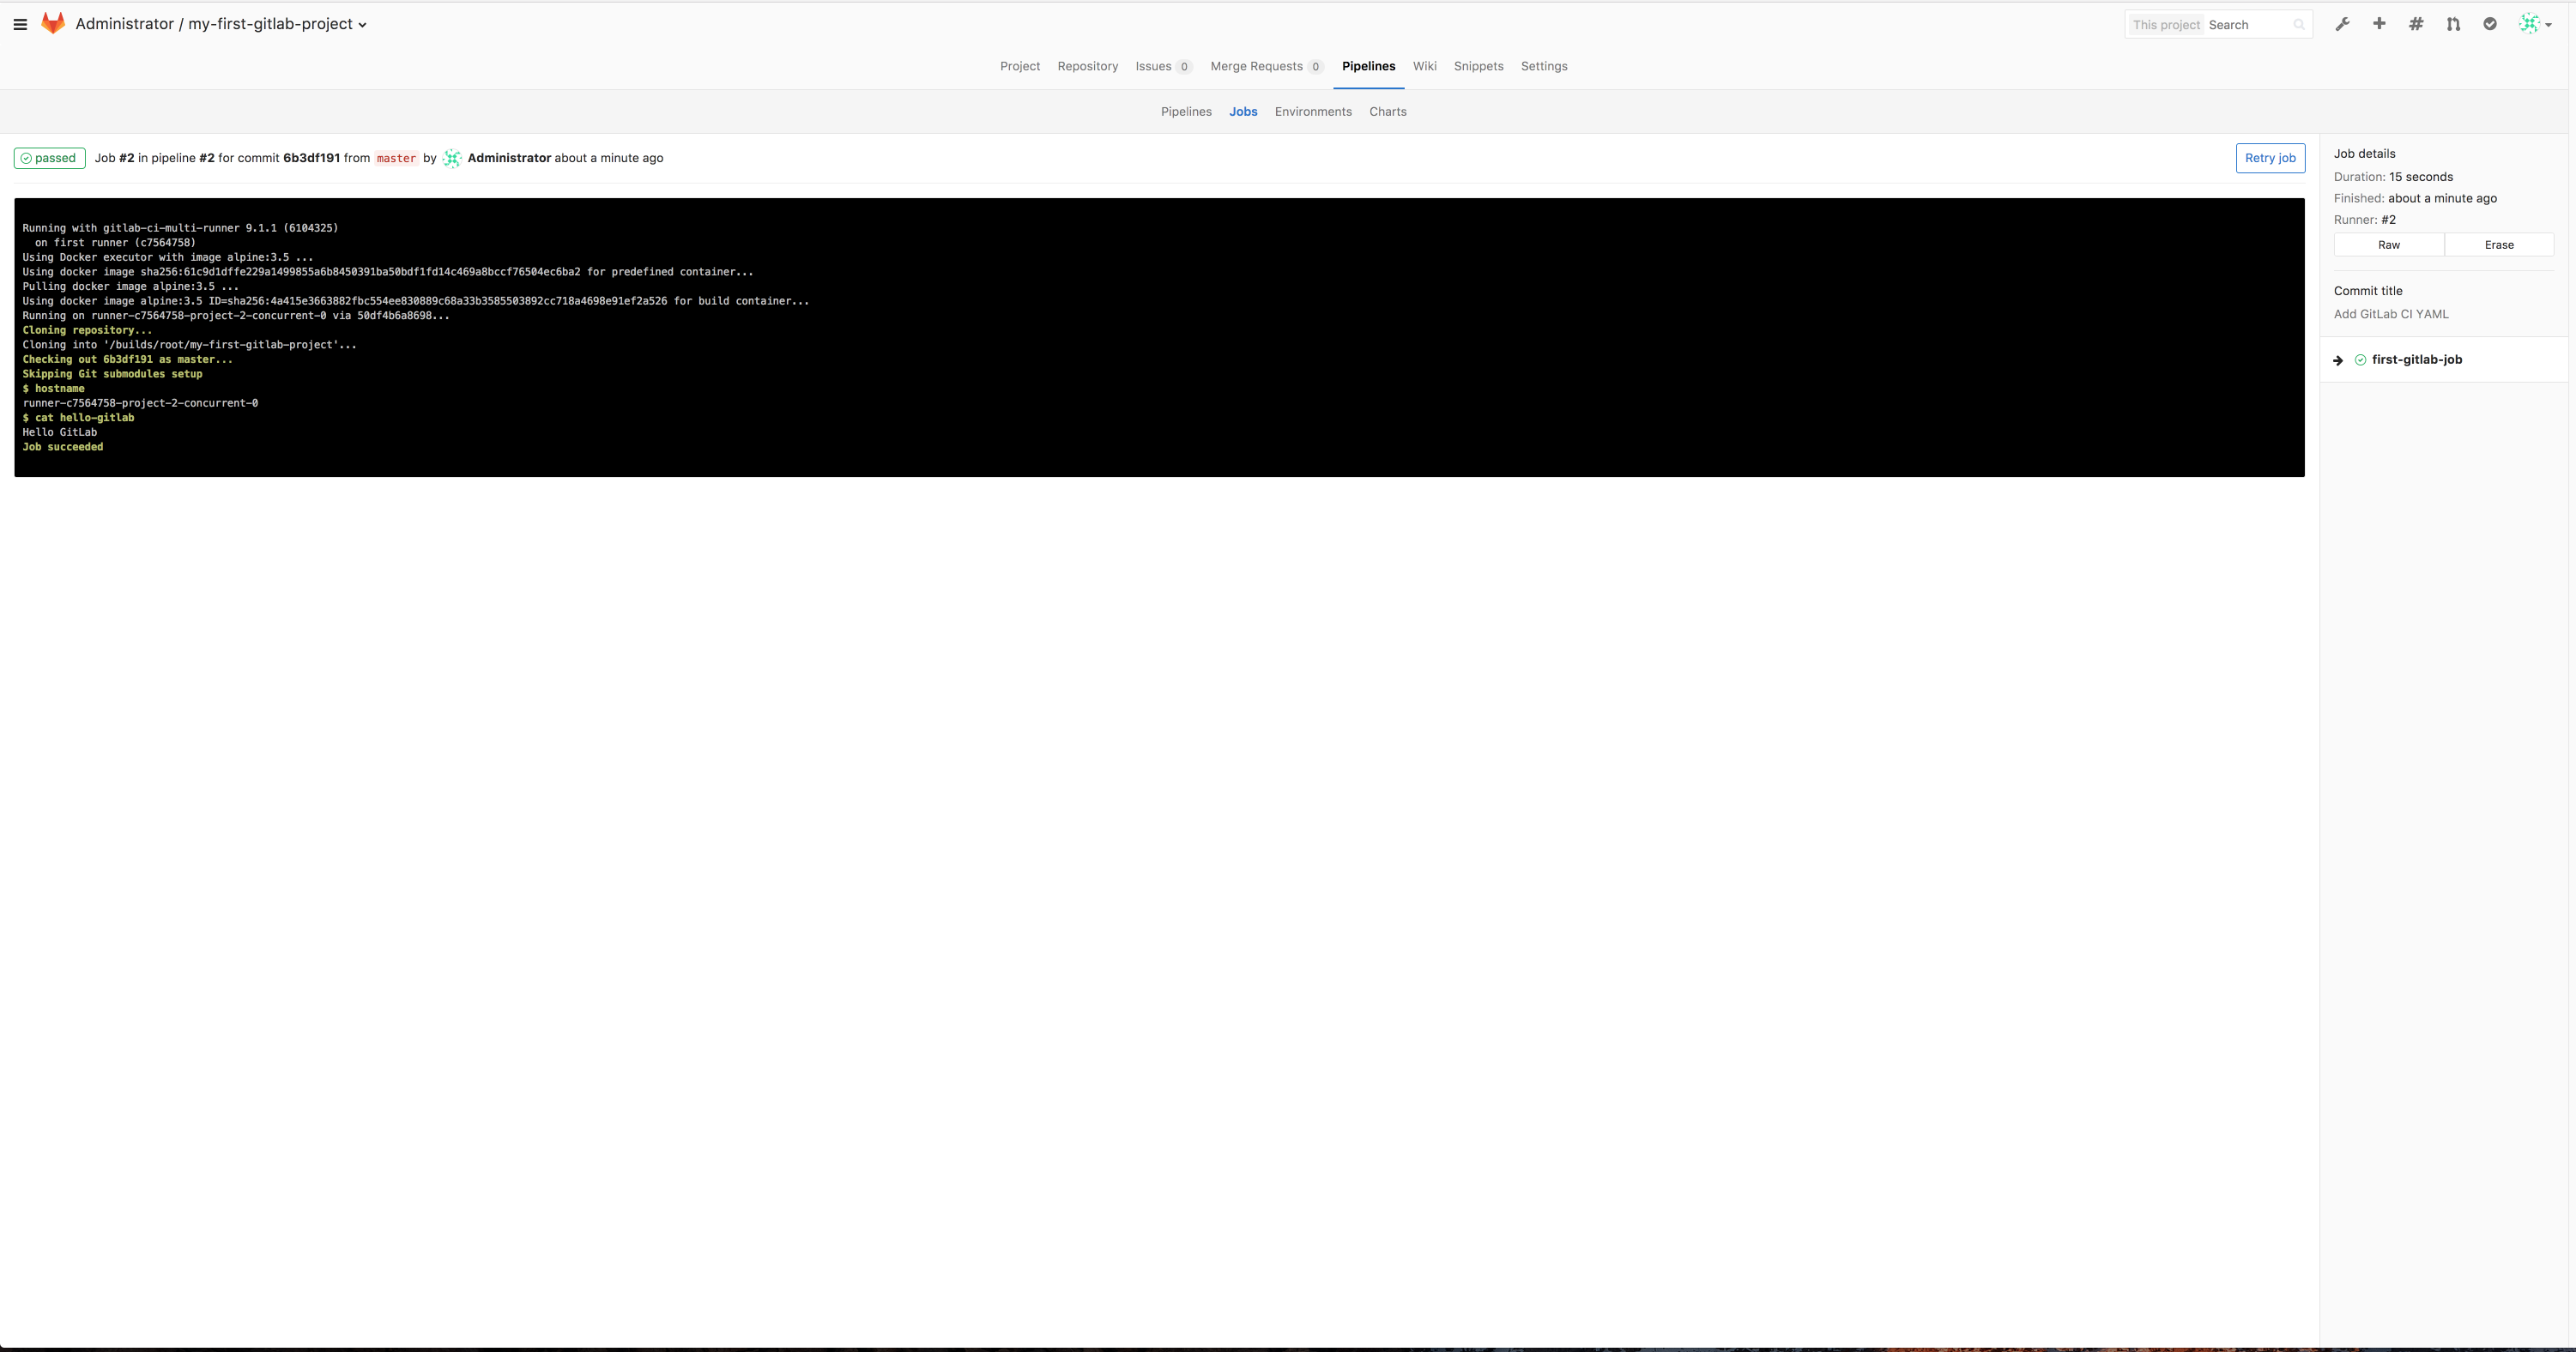 Administrator / my-first-gitlab-project
This project Search
Project Repository Issues 0 Merge Requests 0 Pipelines Wiki Snippets Settings
Pipelines Jobs Environments Charts
passed Job #2 in pipeline #2 for commit 6b3df191 from master by Administrator about a minute ago
Retry job
Running with gitlab-ci-multi-runner 9.1.1 (6104325)
on first runner (c7564758)
Using Docker executor with image alpine:3.5 ...
Using docker image sha256:61c9d1dffe229a1499855a6b8450391ba50bdf1fd14c469a8bccf76504ec6ba2 for predefined container...
Pulling docker image alpine:3.5 ...
Using docker image alpine:3.5 ID=sha256:4a415e3663882fbc554ee830889c68a33b3585503892cc718a4698e91ef2a526 for build container...
Running on runner-c7564758-project-2-concurrent-0 via 50df4b6a8698...
Cloning repository...
Cloning into '/builds/root/my-first-gitlab-project'...
Checking out 6b3df191 as master...
Skipping Git submodules setup
$ hostname
runner-c7564758-project-2-concurrent-0
$ cat hello-gitlab
Hello GitLab
Job succeeded
Job details
Duration: 15 seconds
Finished: about a minute ago
Runner: #2
Raw Erase
Commit title
Add GitLab CI YAML
first-gitlab-job